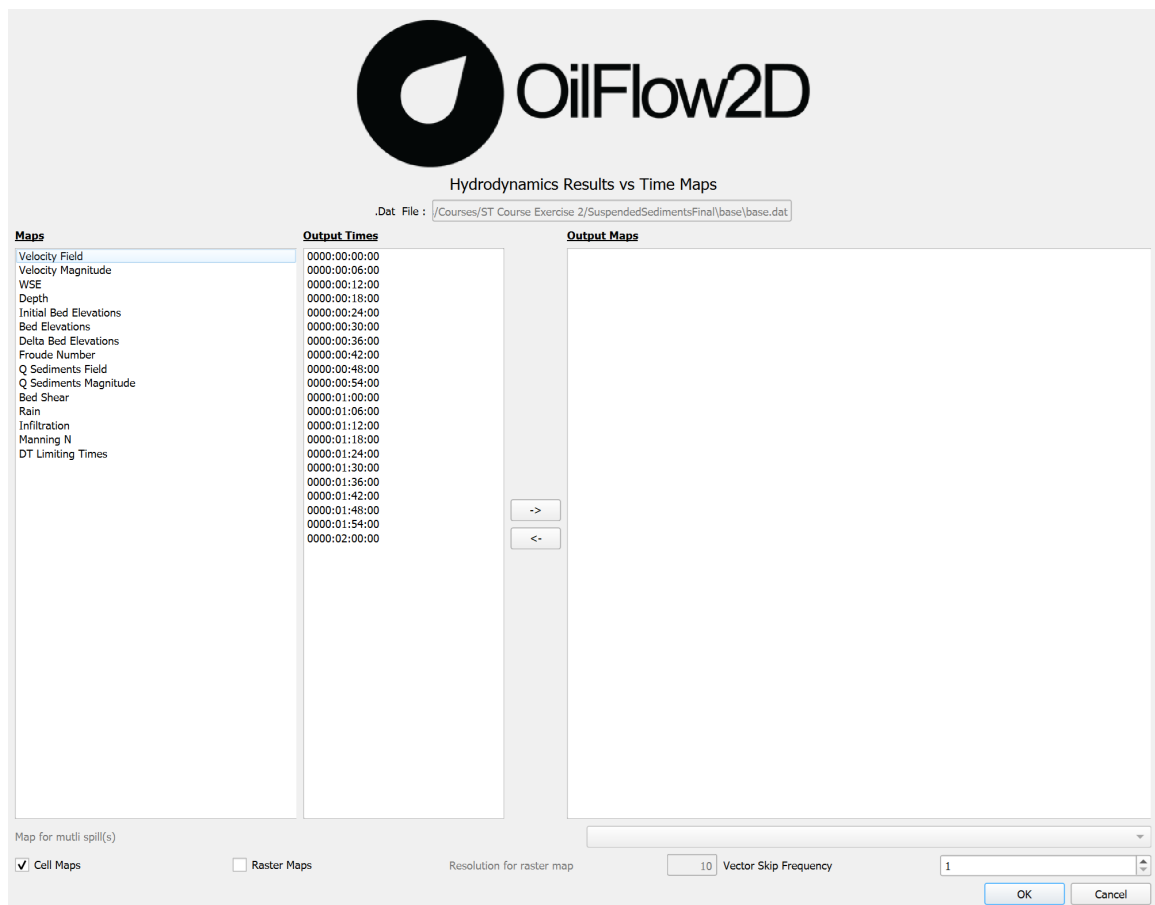 OilFlow2D
Hydrodynamics Results vs Time Maps
.Dat File : /Courses/ST Course Exercise 2/SuspendedSedimentsFinal\base\base.dat
Maps
Velocity Field
Velocity Magnitude
WSE
Depth
Initial Bed Elevations
Bed Elevations
Delta Bed Elevations
Froude Number
Q Sediments Field
Q Sediments Magnitude
Bed Shear
Rain
Infiltration
Manning N
DT Limiting Times
Output Times
0000:00:00:00
0000:00:06:00
0000:00:12:00
0000:00:18:00
0000:00:24:00
0000:00:30:00
0000:00:36:00
0000:00:42:00
0000:00:48:00
0000:00:54:00
0000:01:00:00
0000:01:06:00
0000:01:12:00
0000:01:18:00
0000:01:24:00
0000:01:30:00
0000:01:36:00
0000:01:42:00
0000:01:48:00
0000:01:54:00
0000:02:00:00
->
<-
Output Maps
Map for mutli spill(s)
Cell Maps Raster Maps Resolution for raster map 10 Vector Skip Frequency 1
OK Cancel